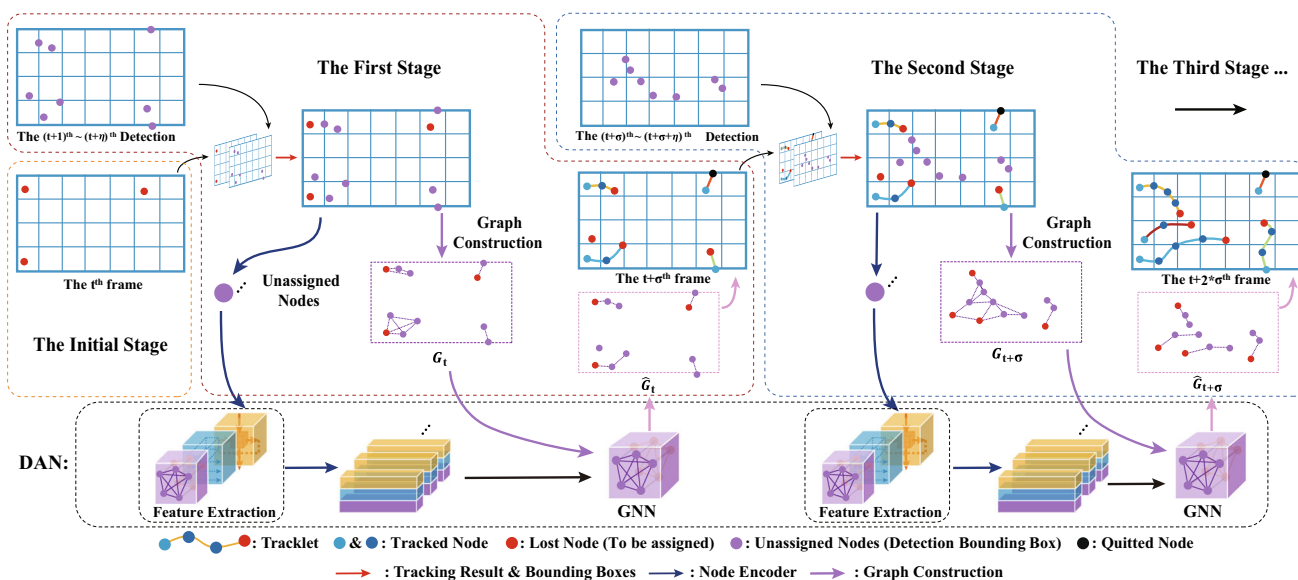 The First Stage
The Second Stage
The Third Stage ...
The (t+1)th ~ (t+η)th Detection
The (t+σ)th ~ (t+σ+η)th Detection
The tth frame
Unassigned
Nodes
...
Graph
Construction
The t+σth frame
...
Graph
Construction
The t+2*σth frame
The Initial Stage
Gt
Ĝt
Gt+σ
Ĝt+σ
DAN:
Feature Extraction
...
GNN
Feature Extraction
...
GNN
: Tracklet & : Tracked Node : Lost Node (To be assigned) : Unassigned Nodes (Detection Bounding Box) : Quitted Node
: Tracking Result & Bounding Boxes : Node Encoder : Graph Construction